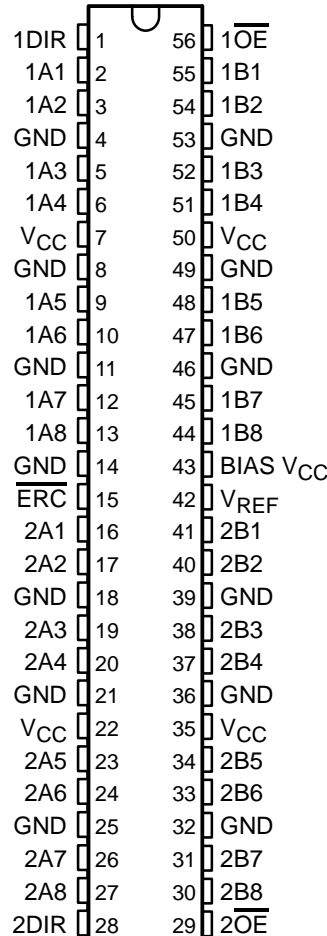 1DIR 1 56 1O̅E̅
1A1 2 55 1B1
1A2 3 54 1B2
GND 4 53 GND
1A3 5 52 1B3
1A4 6 51 1B4
VCC 7 50 VCC
GND 8 49 GND
1A5 9 48 1B5
1A6 10 47 1B6
GND 11 46 GND
1A7 12 45 1B7
1A8 13 44 1B8
GND 14 43 BIAS VCC
E̅R̅C̅ 15 42 VREF
2A1 16 41 2B1
2A2 17 40 2B2
GND 18 39 GND
2A3 19 38 2B3
2A4 20 37 2B4
GND 21 36 GND
VCC 22 35 VCC
2A5 23 34 2B5
2A6 24 33 2B6
GND 25 32 GND
2A7 26 31 2B7
2A8 27 30 2B8
2DIR 28 29 2O̅E̅